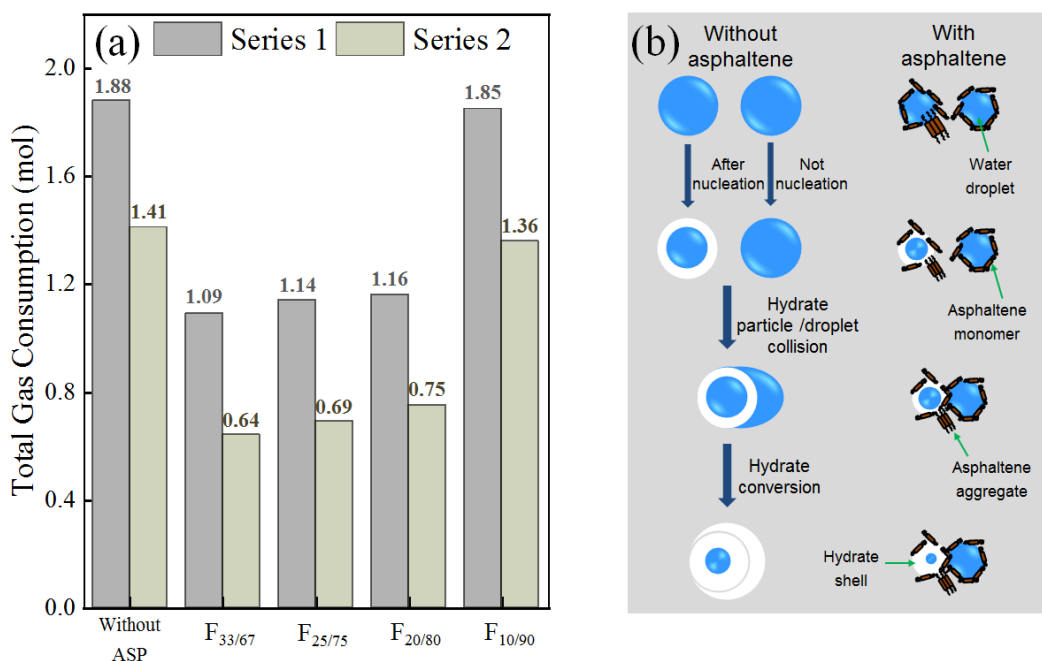 (a)
Series 1
Series 2
Total Gas Consumption (mol)
2.0
1.6
1.2
0.8
0.4
0.0
1.88
1.41
1.09
0.64
1.14
0.69
1.16
0.75
1.85
1.36
Without
ASP
F33/67
F25/75
F20/80
F10/90
(b)
Without
asphaltene
With
asphaltene
After
nucleation
Not
nucleation
Water
droplet
Hydrate
particle /droplet
collision
Asphaltene
monomer
Hydrate
conversion
Asphaltene
aggregate
Hydrate
shell